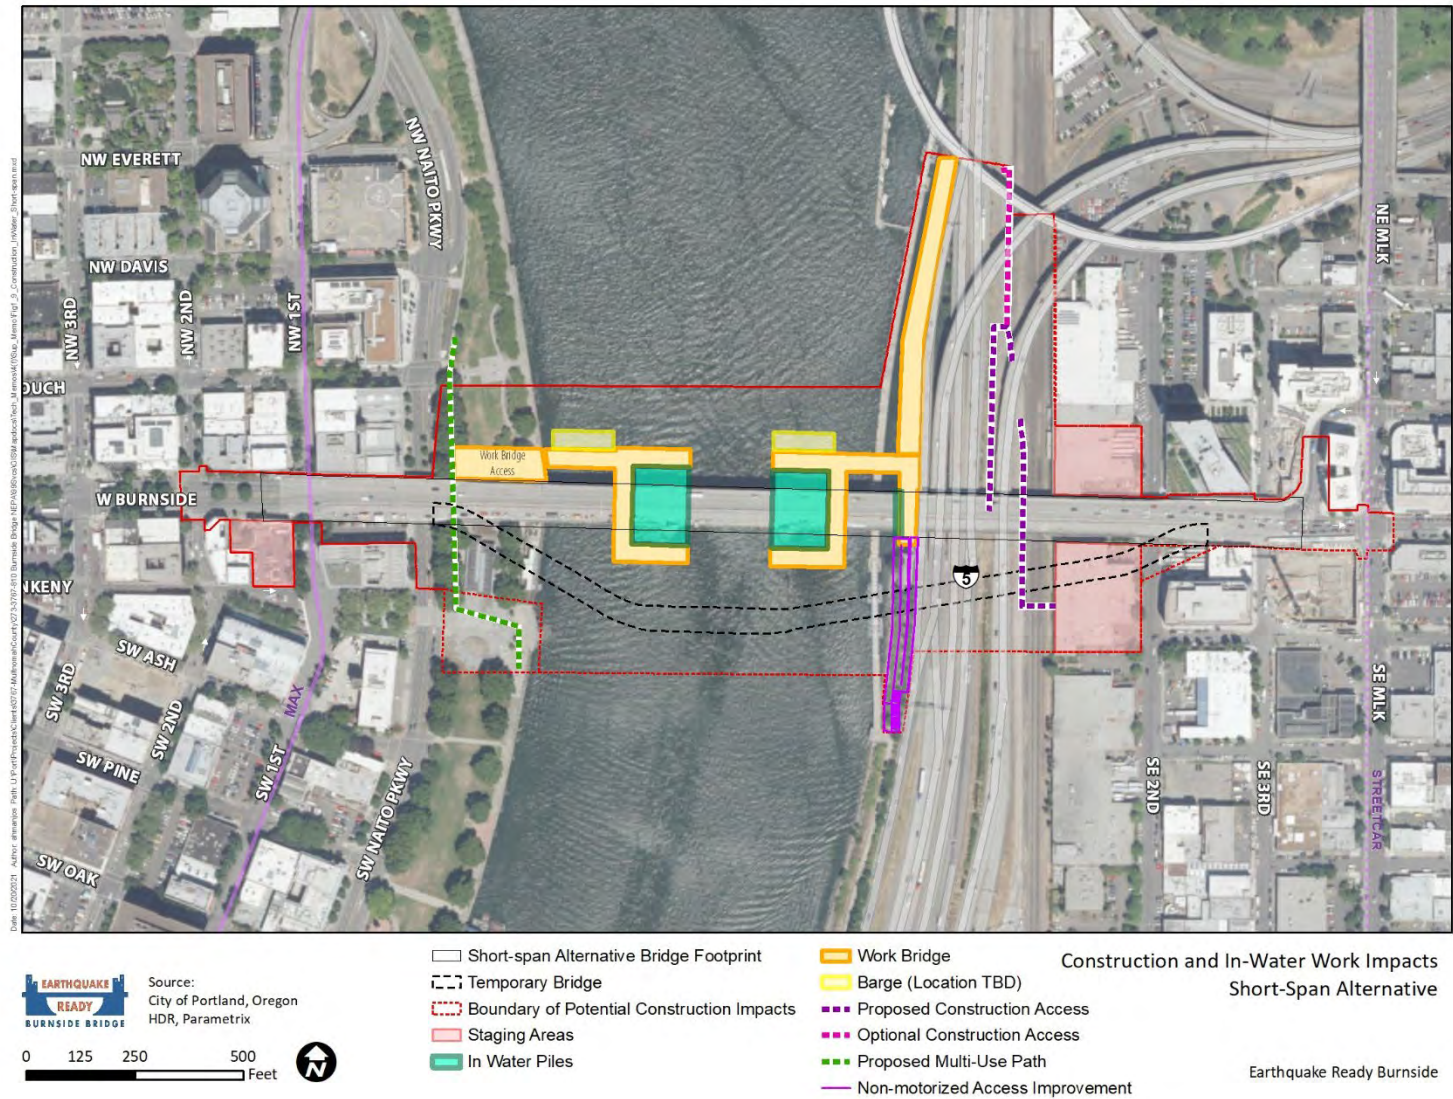 NW EVERETT
NW NAITO PKWY
NW DAVIS
NW 3RD
NW 2ND
NW 1ST
NE MLK
OUCH
Work Bridge
Access
W BURNSIDE
NKENY
5
SW ASH
SW 3RD
SW 2ND
MAX
SW PINE
SW 1ST
SW NAITO PKWY
SW OAK
SE 2ND
SE 3RD
SE MLK
STREETCAR
EARTHQUAKE
READY
BURNSIDE BRIDGE
Source:
City of Portland, Oregon
HDR, Parametrix
0 125 250 500
Feet
N
Short-span Alternative Bridge Footprint
Temporary Bridge
Boundary of Potential Construction Impacts
Staging Areas
In Water Piles
Work Bridge
Barge (Location TBD)
Proposed Construction Access
Optional Construction Access
Proposed Multi-Use Path
Non-motorized Access Improvement
Construction and In-Water Work Impacts
Short-Span Alternative
Earthquake Ready Burnside